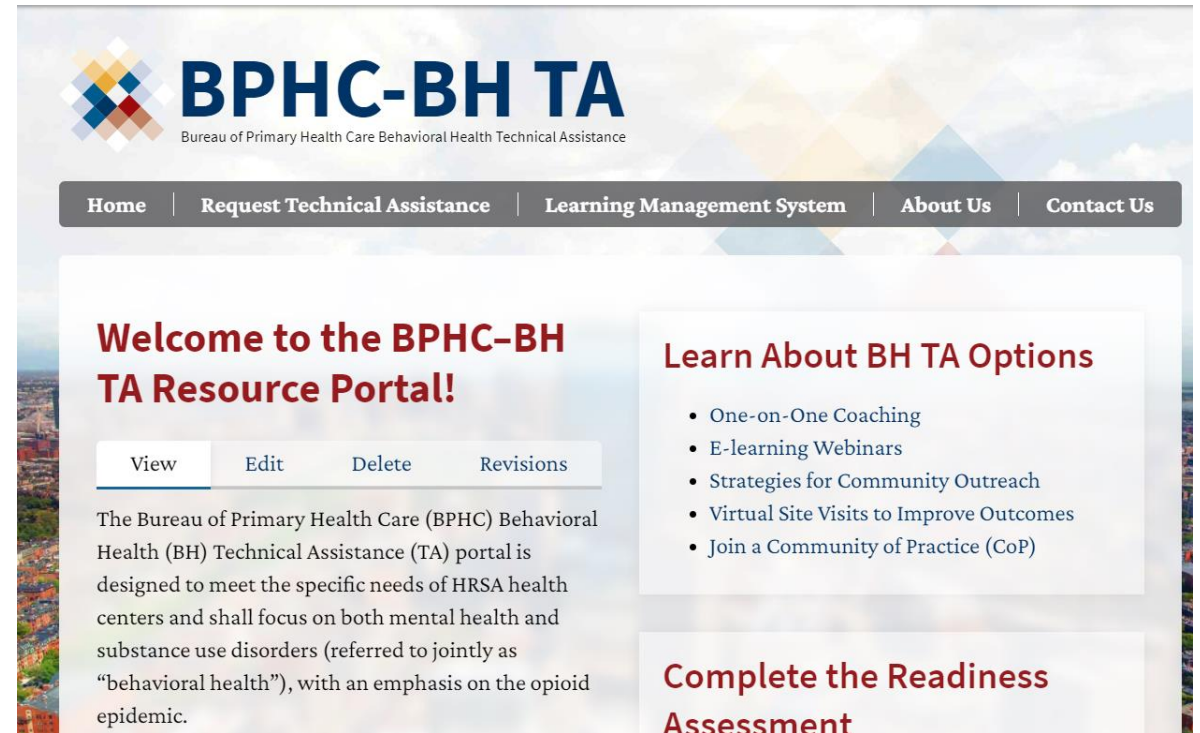 BPHC-BH TA
Bureau of Primary Health Care Behavioral Health Technical Assistance
Home Request Technical Assistance Learning Management System About Us Contact Us
Welcome to the BPHC–BH
TA Resource Portal!
View Edit Delete Revisions
The Bureau of Primary Health Care (BPHC) Behavioral
Health (BH) Technical Assistance (TA) portal is
designed to meet the specific needs of HRSA health
centers and shall focus on both mental health and
substance use disorders (referred to jointly as
“behavioral health”), with an emphasis on the opioid
epidemic.
Learn About BH TA Options
• One-on-One Coaching
• E-learning Webinars
• Strategies for Community Outreach
• Virtual Site Visits to Improve Outcomes
• Join a Community of Practice (CoP)
Complete the Readiness
Assessment